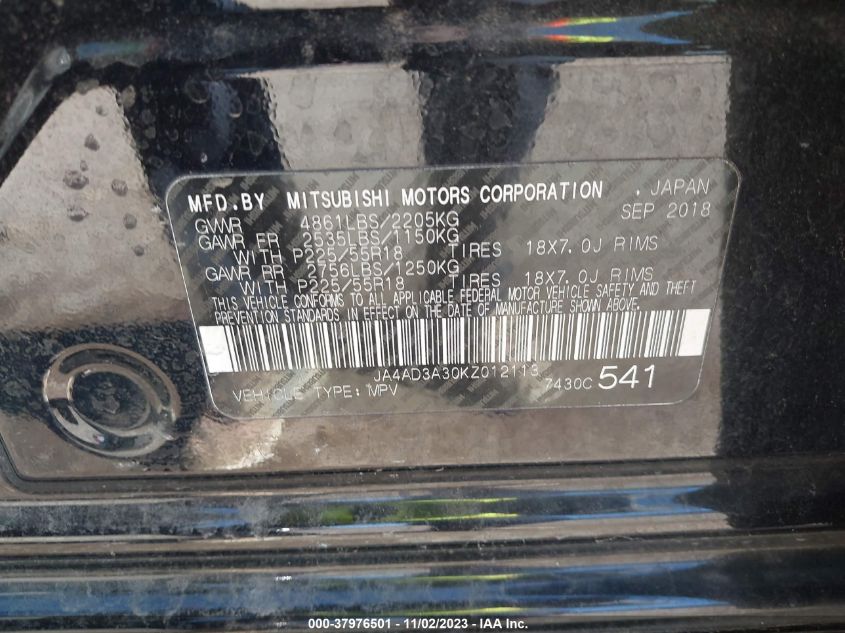 MFD.BY MITSUBISHI MOTORS CORPORATION . JAPAN
GVWR 4861LBS/2205KG SEP 2018
GAWR FR 2535LBS/1150KG
WITH P225/55R18 TIRES 18X7.0J RIMS
GAWR RR 2756LBS/1250KG
WITH P225/55R18 TIRES 18X7.0J RIMS
THIS VEHICLE CONFORMS TO ALL APPLICABLE FEDERAL MOTOR VEHICLE SAFETY AND THEFT
PREVENTION STANDARDS IN EFFECT ON THE DATE OF MANUFACTURE SHOWN ABOVE.
JA4AD3A30KZ012113
VEHICLE TYPE: MPV 7430C 541
000-37976501 - 11/02/2023 - IAA Inc.